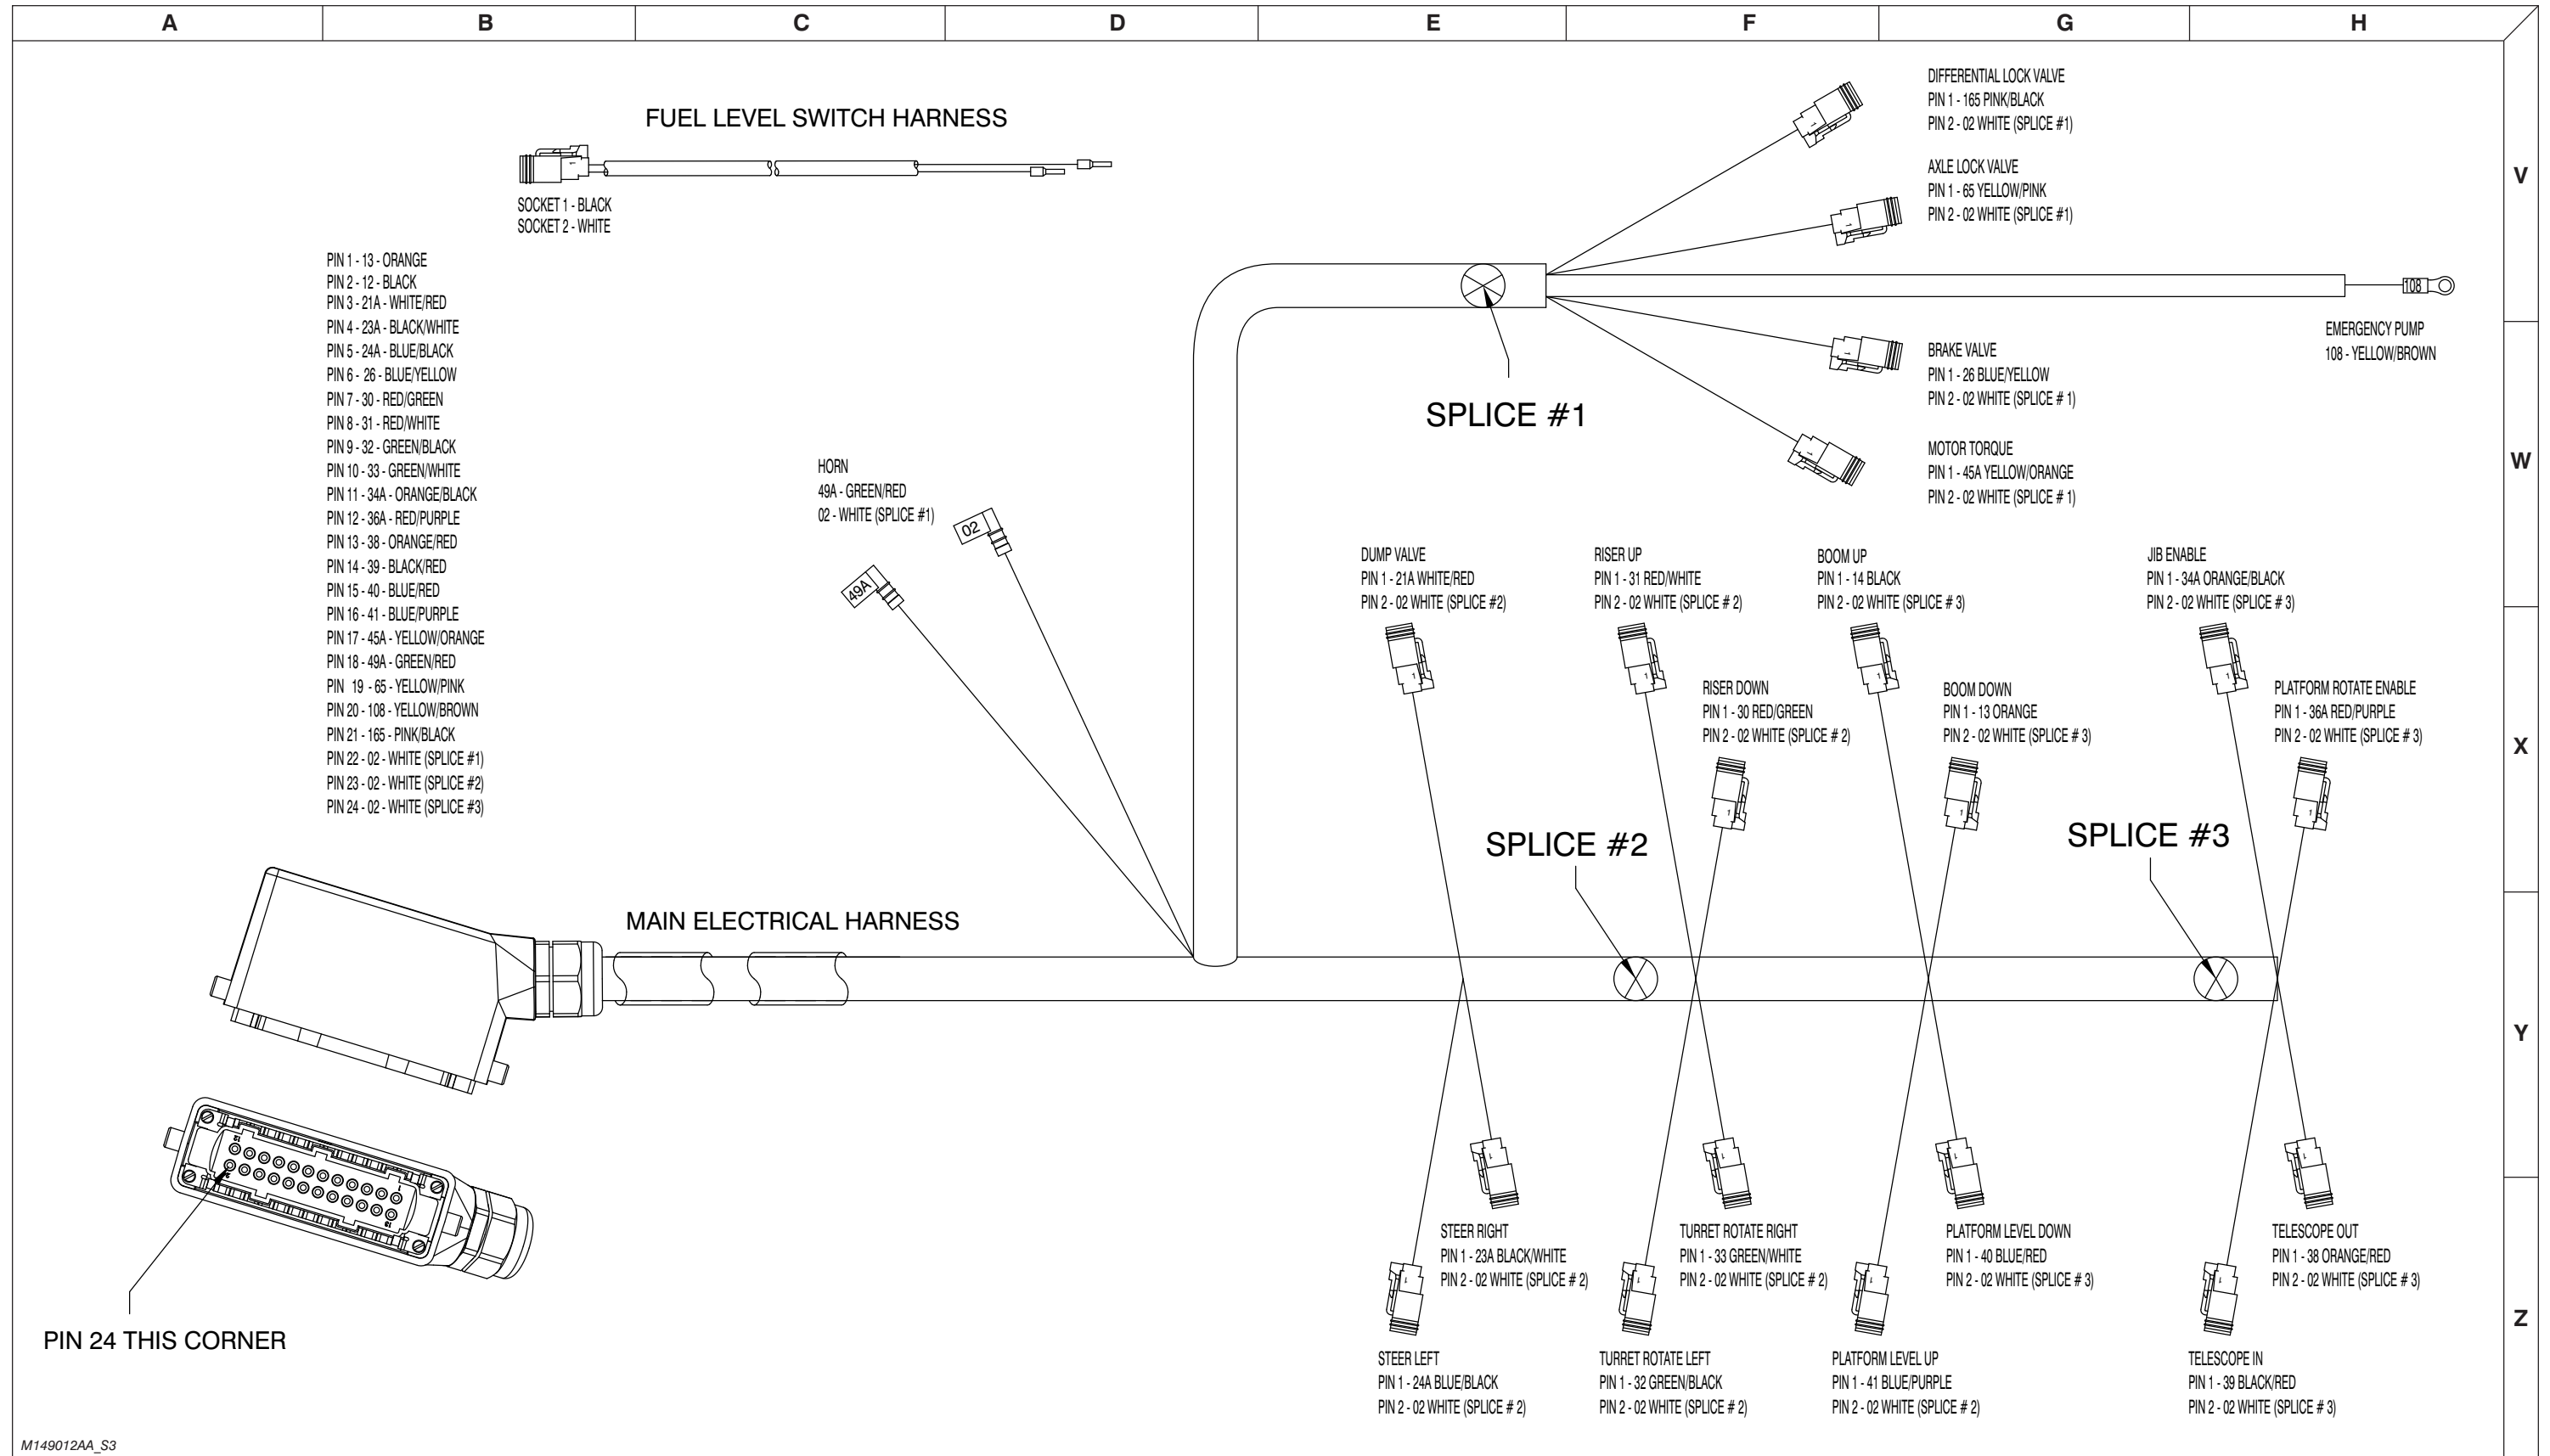 A B C D E F G H
V
W
X
Y
Z
FUEL LEVEL SWITCH HARNESS
1
SOCKET 1 - BLACK
SOCKET 2 - WHITE
DIFFERENTIAL LOCK VALVE
PIN 1 - 165 PINK/BLACK
PIN 2 - 02 WHITE (SPLICE #1)
1
AXLE LOCK VALVE
PIN 1 - 65 YELLOW/PINK
PIN 2 - 02 WHITE (SPLICE #1)
1
108
EMERGENCY PUMP
108 - YELLOW/BROWN
BRAKE VALVE
PIN 1 - 26 BLUE/YELLOW
PIN 2 - 02 WHITE (SPLICE # 1)
1
MOTOR TORQUE
PIN 1 - 45A YELLOW/ORANGE
PIN 2 - 02 WHITE (SPLICE # 1)
1
SPLICE #1
PIN 1 - 13 - ORANGE
PIN 2 - 12 - BLACK
PIN 3 - 21A - WHITE/RED
PIN 4 - 23A - BLACK/WHITE
PIN 5 - 24A - BLUE/BLACK
PIN 6 - 26 - BLUE/YELLOW
PIN 7 - 30 - RED/GREEN
PIN 8 - 31 - RED/WHITE
PIN 9 - 32 - GREEN/BLACK
PIN 10 - 33 - GREEN/WHITE
PIN 11 - 34A - ORANGE/BLACK
PIN 12 - 36A - RED/PURPLE
PIN 13 - 38 - ORANGE/RED
PIN 14 - 39 - BLACK/RED
PIN 15 - 40 - BLUE/RED
PIN 16 - 41 - BLUE/PURPLE
PIN 17 - 45A - YELLOW/ORANGE
PIN 18 - 49A - GREEN/RED
PIN 19 - 65 - YELLOW/PINK
PIN 20 - 108 - YELLOW/BROWN
PIN 21 - 165 - PINK/BLACK
PIN 22 - 02 - WHITE (SPLICE #1)
PIN 23 - 02 - WHITE (SPLICE #2)
PIN 24 - 02 - WHITE (SPLICE #3)
HORN
49A - GREEN/RED
02 - WHITE (SPLICE #1)
02
49A
DUMP VALVE
PIN 1 - 21A WHITE/RED
PIN 2 - 02 WHITE (SPLICE #2)
1
RISER UP
PIN 1 - 31 RED/WHITE
PIN 2 - 02 WHITE (SPLICE # 2)
1
BOOM UP
PIN 1 - 14 BLACK
PIN 2 - 02 WHITE (SPLICE # 3)
1
JIB ENABLE
PIN 1 - 34A ORANGE/BLACK
PIN 2 - 02 WHITE (SPLICE # 3)
1
RISER DOWN
PIN 1 - 30 RED/GREEN
PIN 2 - 02 WHITE (SPLICE # 2)
1
BOOM DOWN
PIN 1 - 13 ORANGE
PIN 2 - 02 WHITE (SPLICE # 3)
1
PLATFORM ROTATE ENABLE
PIN 1 - 36A RED/PURPLE
PIN 2 - 02 WHITE (SPLICE # 3)
1
SPLICE #2
SPLICE #3
MAIN ELECTRICAL HARNESS
PIN 24 THIS CORNER
1
STEER RIGHT
PIN 1 - 23A BLACK/WHITE
PIN 2 - 02 WHITE (SPLICE # 2)
1
TURRET ROTATE RIGHT
PIN 1 - 33 GREEN/WHITE
PIN 2 - 02 WHITE (SPLICE # 2)
1
PLATFORM LEVEL DOWN
PIN 1 - 40 BLUE/RED
PIN 2 - 02 WHITE (SPLICE # 3)
1
TELESCOPE OUT
PIN 1 - 38 ORANGE/RED
PIN 2 - 02 WHITE (SPLICE # 3)
1
STEER LEFT
PIN 1 - 24A BLUE/BLACK
PIN 2 - 02 WHITE (SPLICE # 2)
1
TURRET ROTATE LEFT
PIN 1 - 32 GREEN/BLACK
PIN 2 - 02 WHITE (SPLICE # 2)
1
PLATFORM LEVEL UP
PIN 1 - 41 BLUE/PURPLE
PIN 2 - 02 WHITE (SPLICE # 2)
1
TELESCOPE IN
PIN 1 - 39 BLACK/RED
PIN 2 - 02 WHITE (SPLICE # 3)
M149012AA_S3